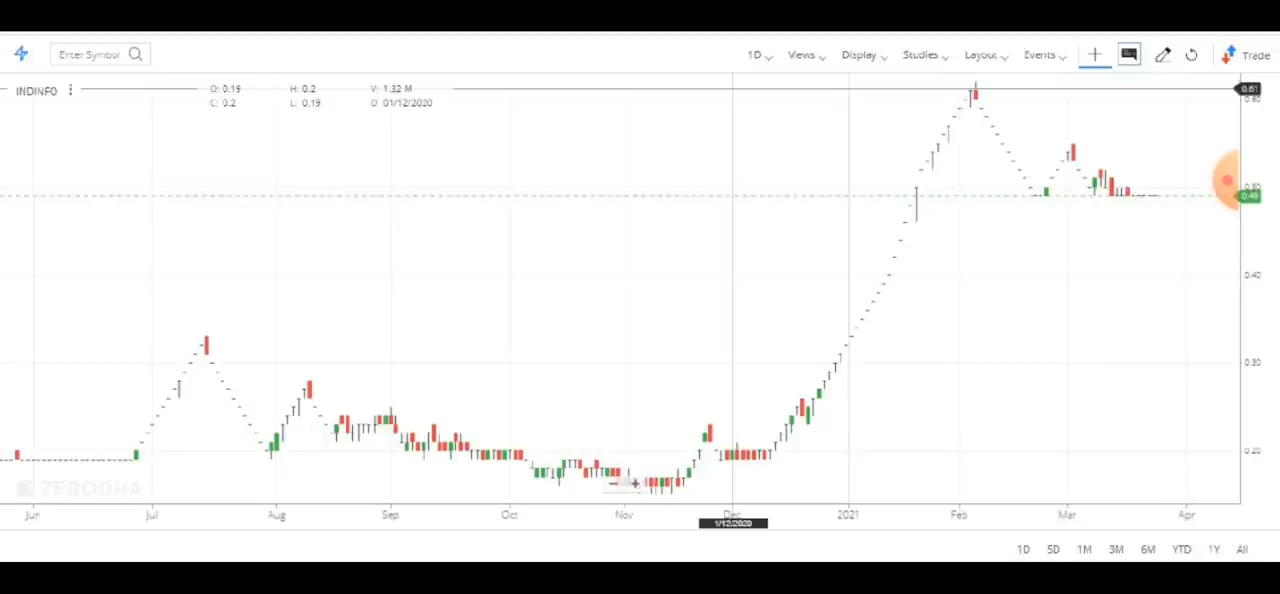 Enter Symbol 1D Views Display Studies Layout Events Trade
INDINFO O: 0.19 H: 0.2 V: 1.32 M
C: 0.2 L: 0.19 D: 01/12/2020
0.61
0.60
0.50
0.49
0.40
0.30
0.20
ZERODHA
Jun Jul Aug Sep Oct Nov Dec 2021 Feb Mar Apr
1/12/2020
1D 5D 1M 3M 6M YTD 1Y All